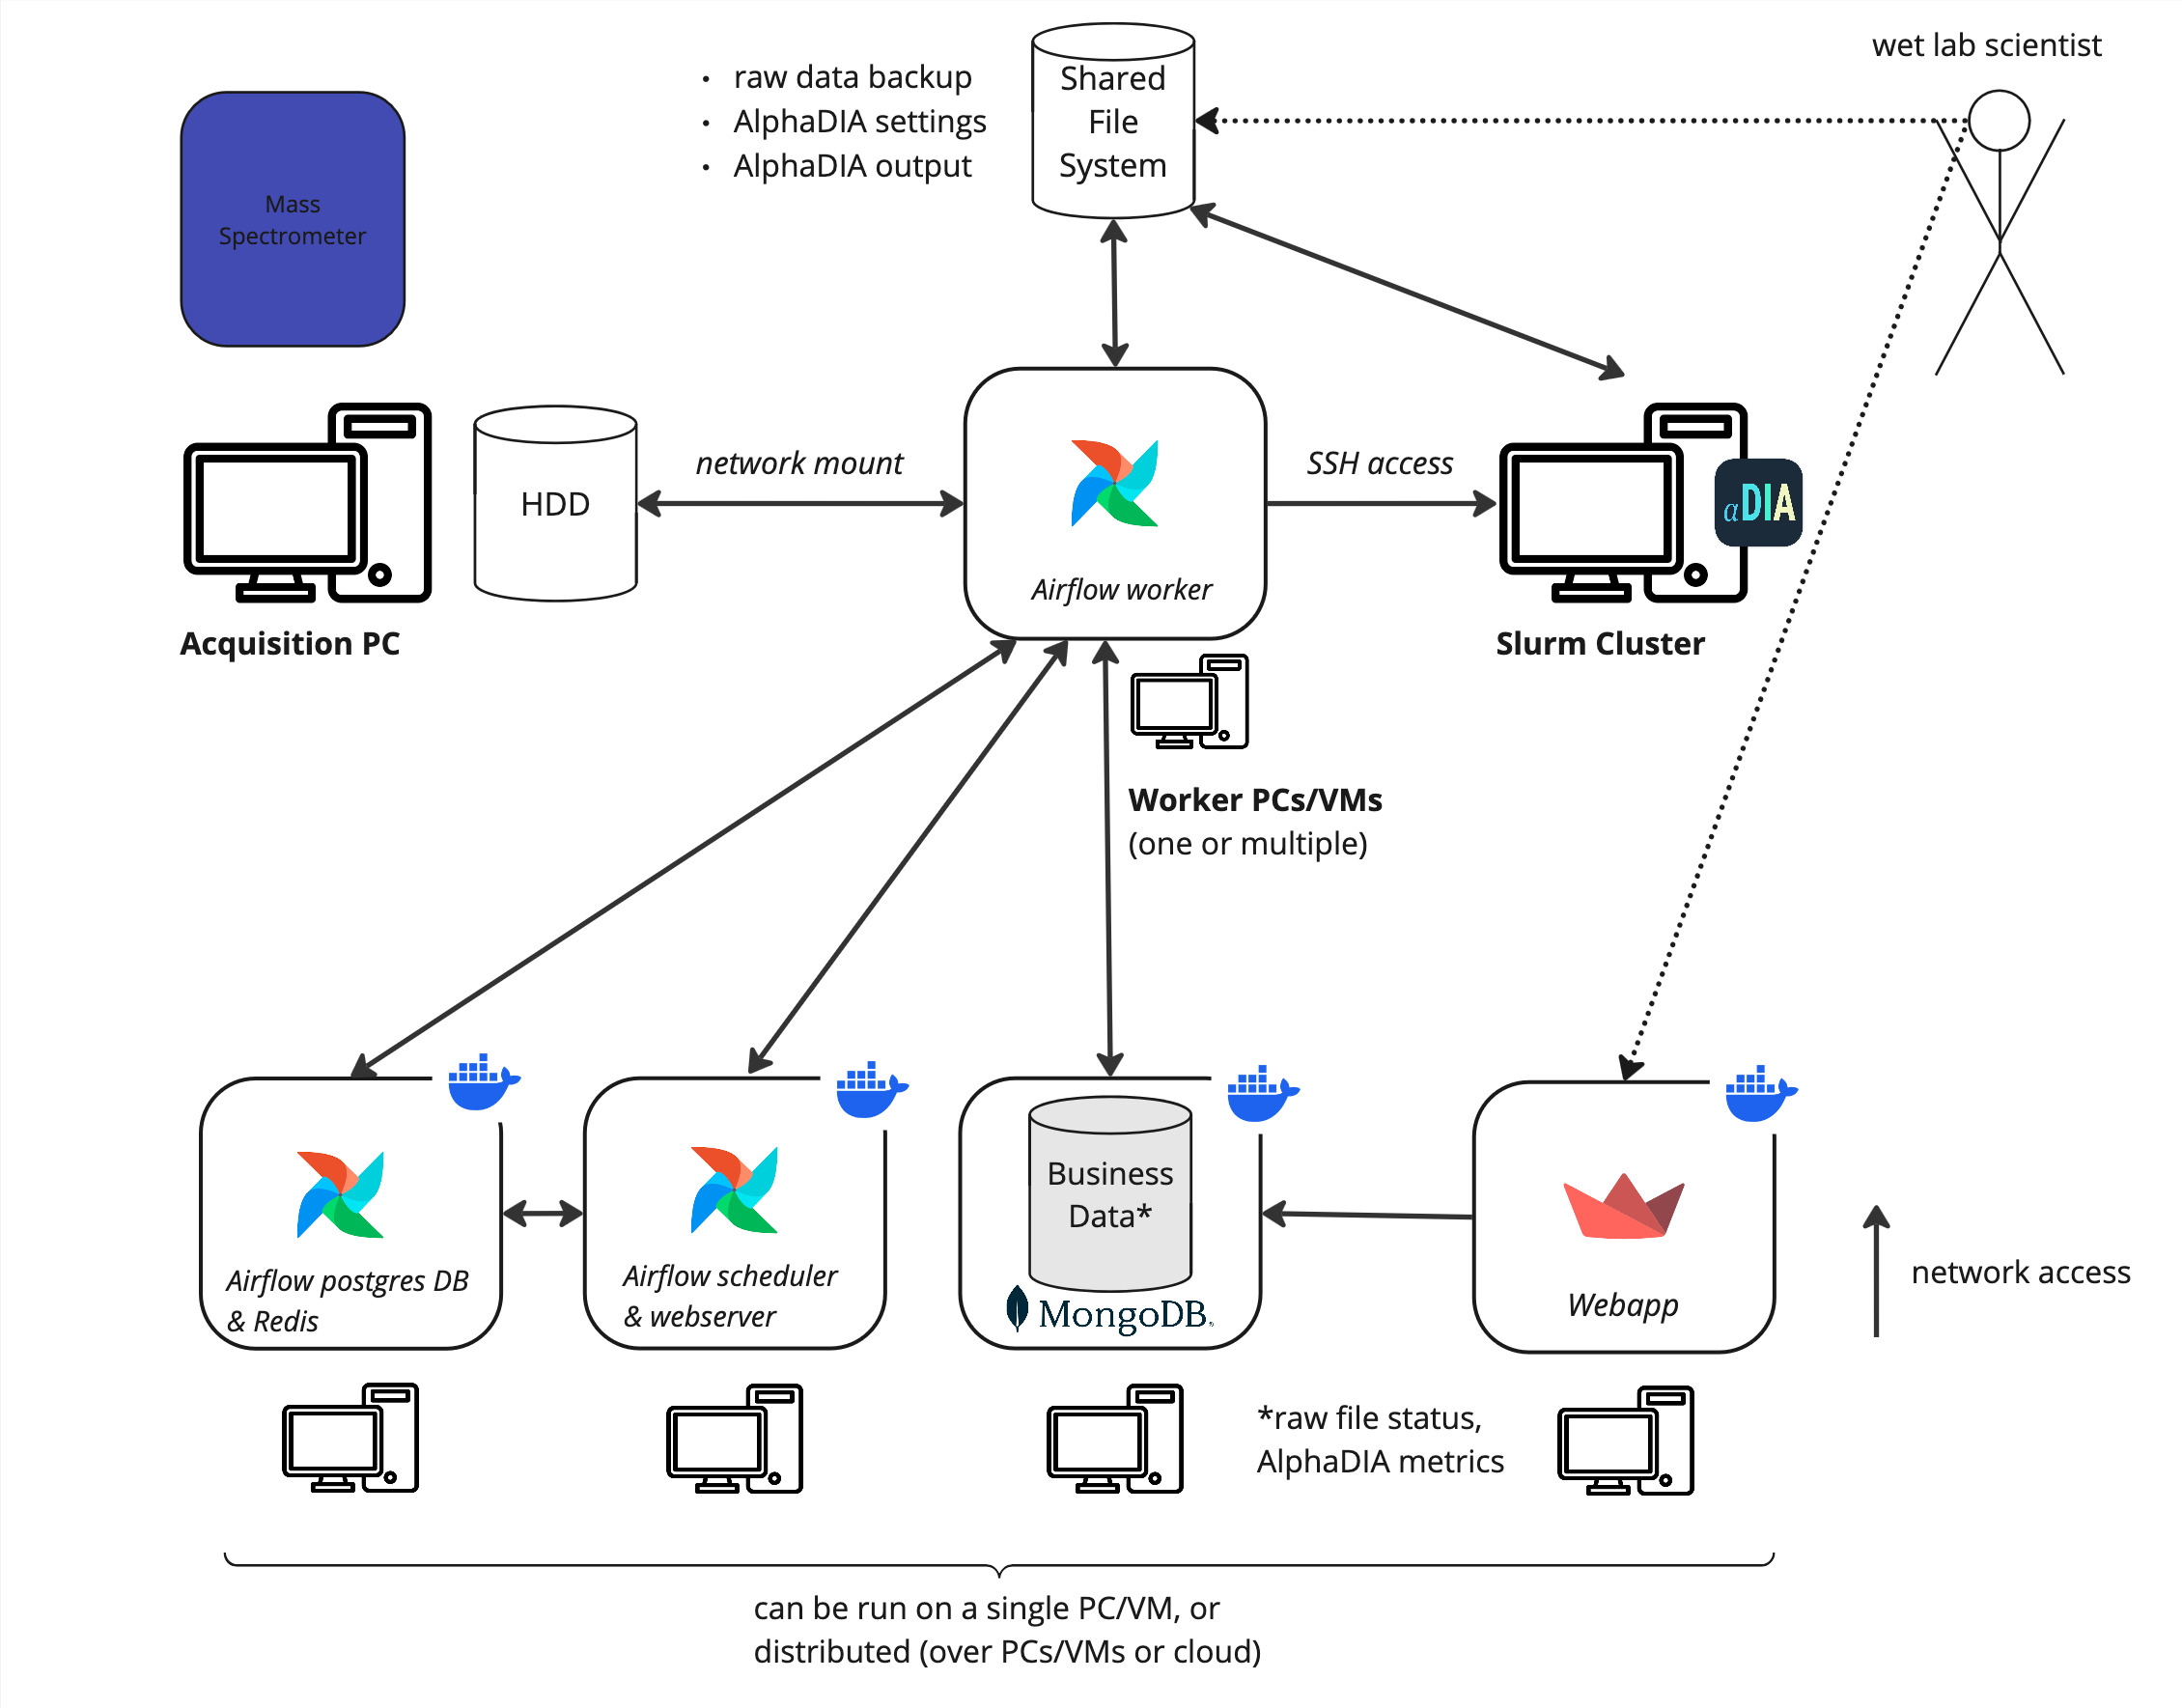 wet lab scientist
· raw data backup
· AlphaDIA settings
· AlphaDIA output
Shared
File
System
Mass
Spectrometer
HDD
network mount
SSH access
αDIA
Airflow worker
Acquisition PC
Slurm Cluster
Worker PCs/VMs
(one or multiple)
Airflow postgres DB
& Redis
Airflow scheduler
& webserver
Business
Data*
MongoDB®
Webapp
network access
*raw file status,
AlphaDIA metrics
can be run on a single PC/VM, or
distributed (over PCs/VMs or cloud)